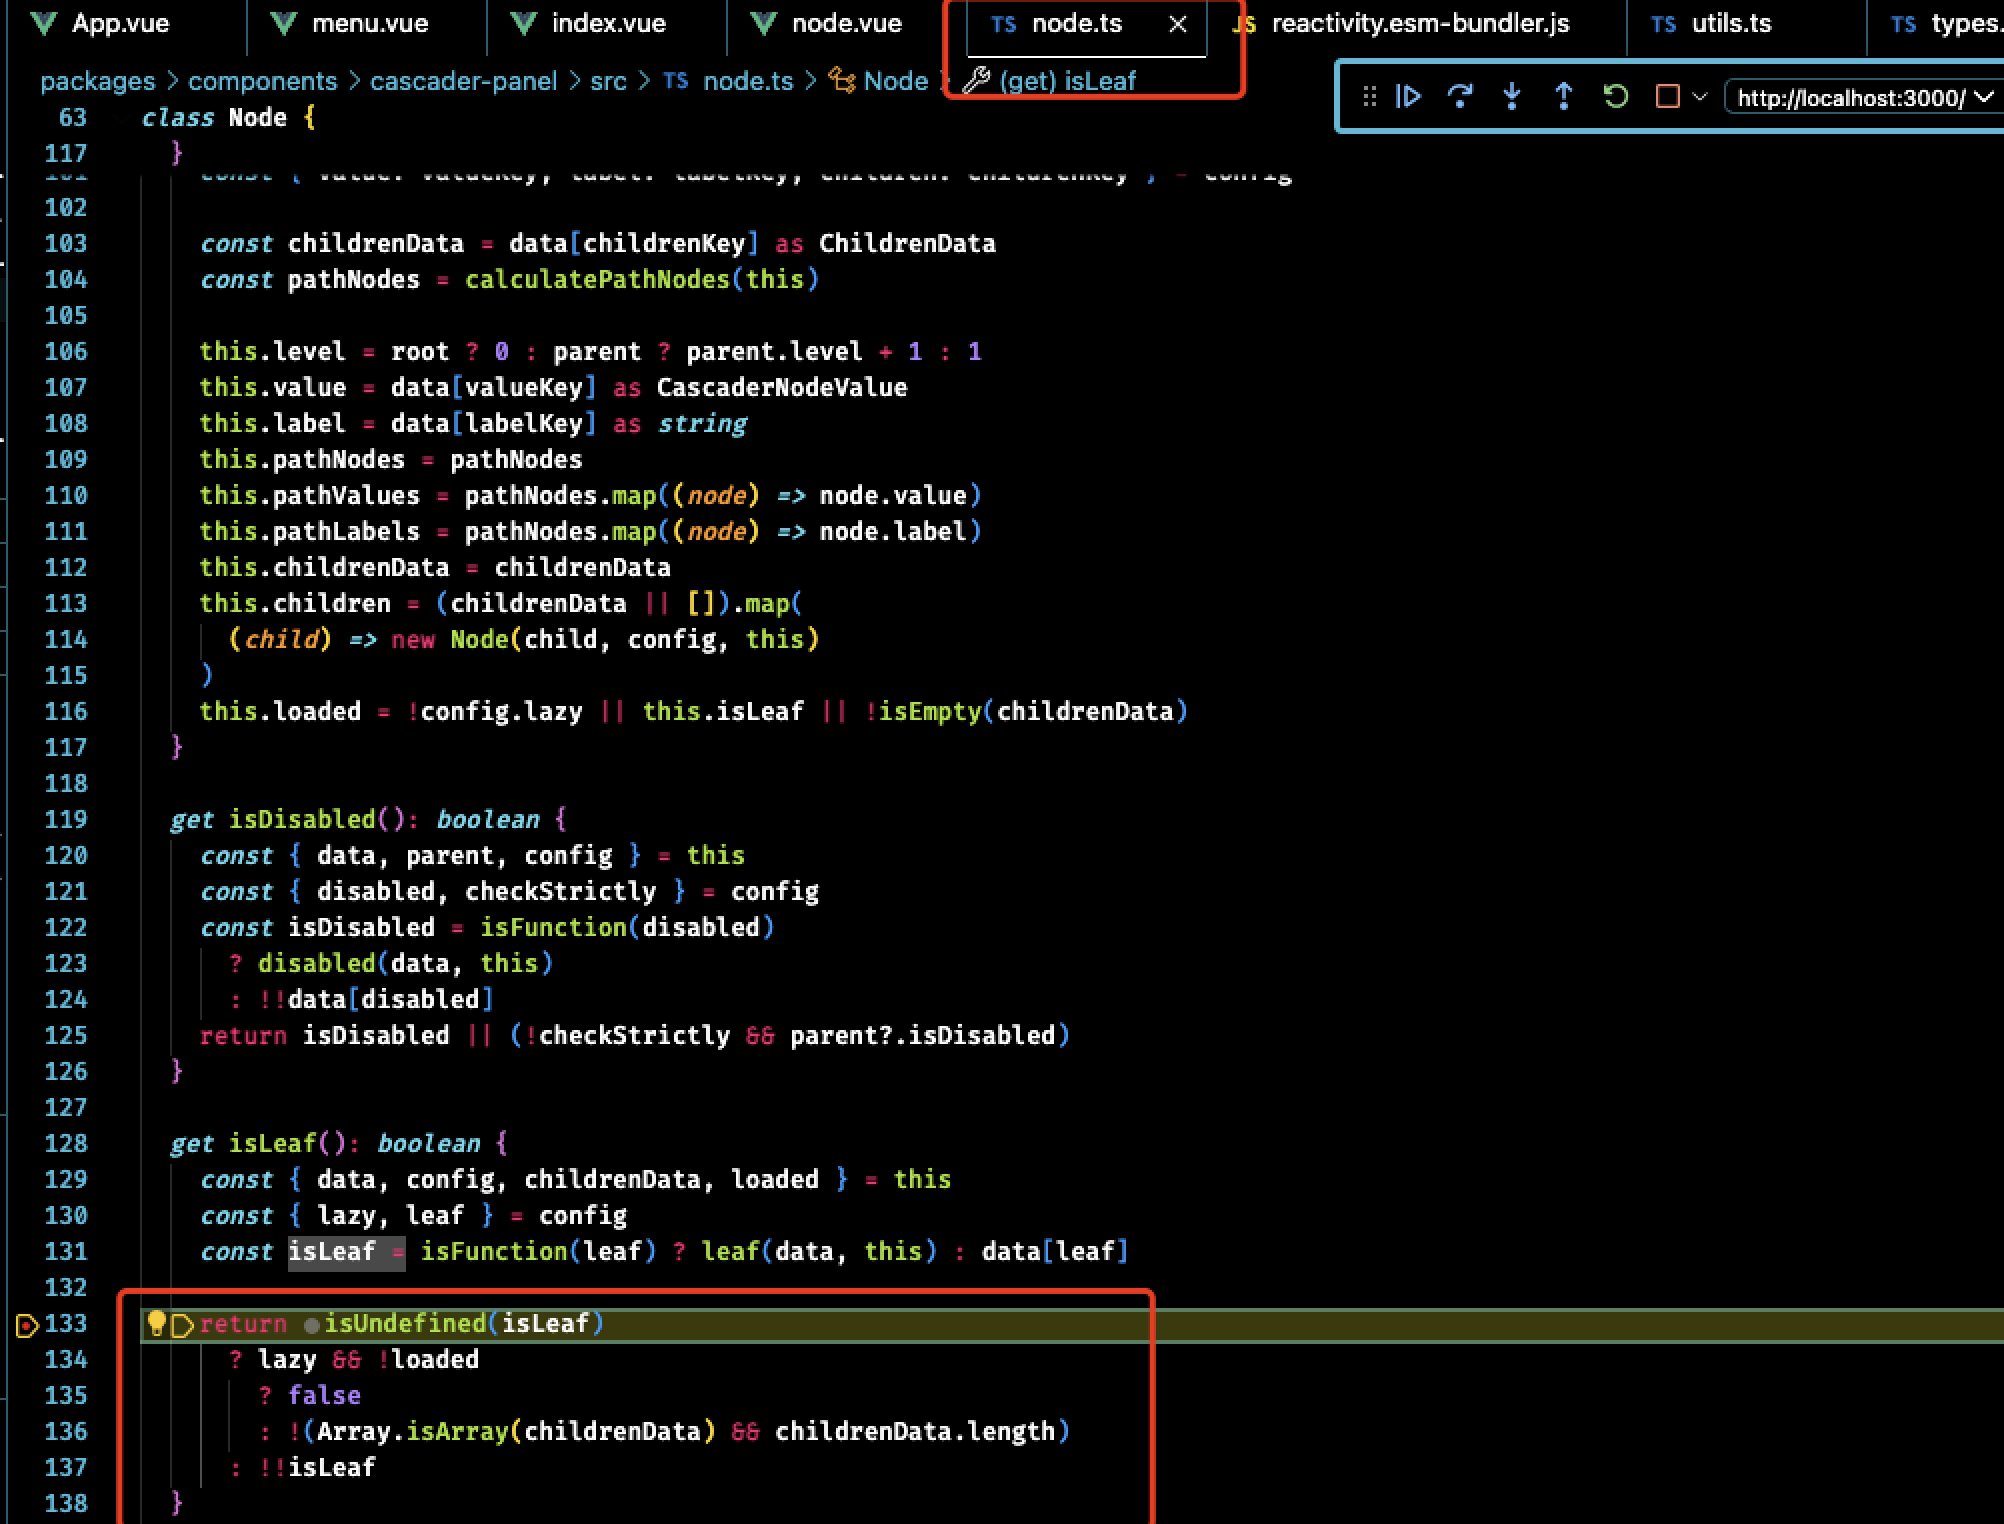 App.vue menu.vue index.vue node.vue TS node.ts × JS reactivity.esm-bundler.js TS utils.ts TS types.
packages > components > cascader-panel > src > TS node.ts > Node > (get) isLeaf
http://localhost:3000/
63 class Node {
117 }
101 const { value: valueKey, label: labelKey, children: childrenKey } = config
102
103 const childrenData = data[childrenKey] as ChildrenData
104 const pathNodes = calculatePathNodes(this)
105
106 this.level = root ? 0 : parent ? parent.level + 1 : 1
107 this.value = data[valueKey] as CascaderNodeValue
108 this.label = data[labelKey] as string
109 this.pathNodes = pathNodes
110 this.pathValues = pathNodes.map((node) => node.value)
111 this.pathLabels = pathNodes.map((node) => node.label)
112 this.childrenData = childrenData
113 this.children = (childrenData || []).map(
114 (child) => new Node(child, config, this)
115 )
116 this.loaded = !config.lazy || this.isLeaf || !isEmpty(childrenData)
117 }
118
119 get isDisabled(): boolean {
120 const { data, parent, config } = this
121 const { disabled, checkStrictly } = config
122 const isDisabled = isFunction(disabled)
123 ? disabled(data, this)
124 : !!data[disabled]
125 return isDisabled || (!checkStrictly && parent?.isDisabled)
126 }
127
128 get isLeaf(): boolean {
129 const { data, config, childrenData, loaded } = this
130 const { lazy, leaf } = config
131 const isLeaf = isFunction(leaf) ? leaf(data, this) : data[leaf]
132
133 return isUndefined(isLeaf)
134 ? lazy && !loaded
135 ? false
136 : !(Array.isArray(childrenData) && childrenData.length)
137 : !!isLeaf
138 }